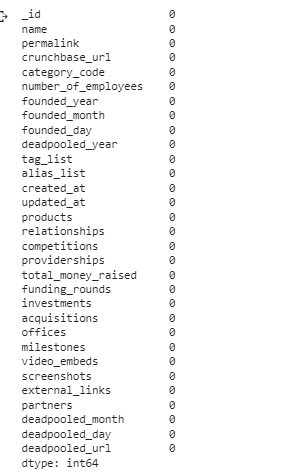 _id 0
name 0
permalink 0
crunchbase_url 0
category_code 0
number_of_employees 0
founded_year 0
founded_month 0
founded_day 0
deadpooled_year 0
tag_list 0
alias_list 0
created_at 0
updated_at 0
products 0
relationships 0
competitions 0
providerships 0
total_money_raised 0
funding_rounds 0
investments 0
acquisitions 0
offices 0
milestones 0
video_embeds 0
screenshots 0
external_links 0
partners 0
deadpooled_month 0
deadpooled_day 0
deadpooled_url 0
dtype: int64